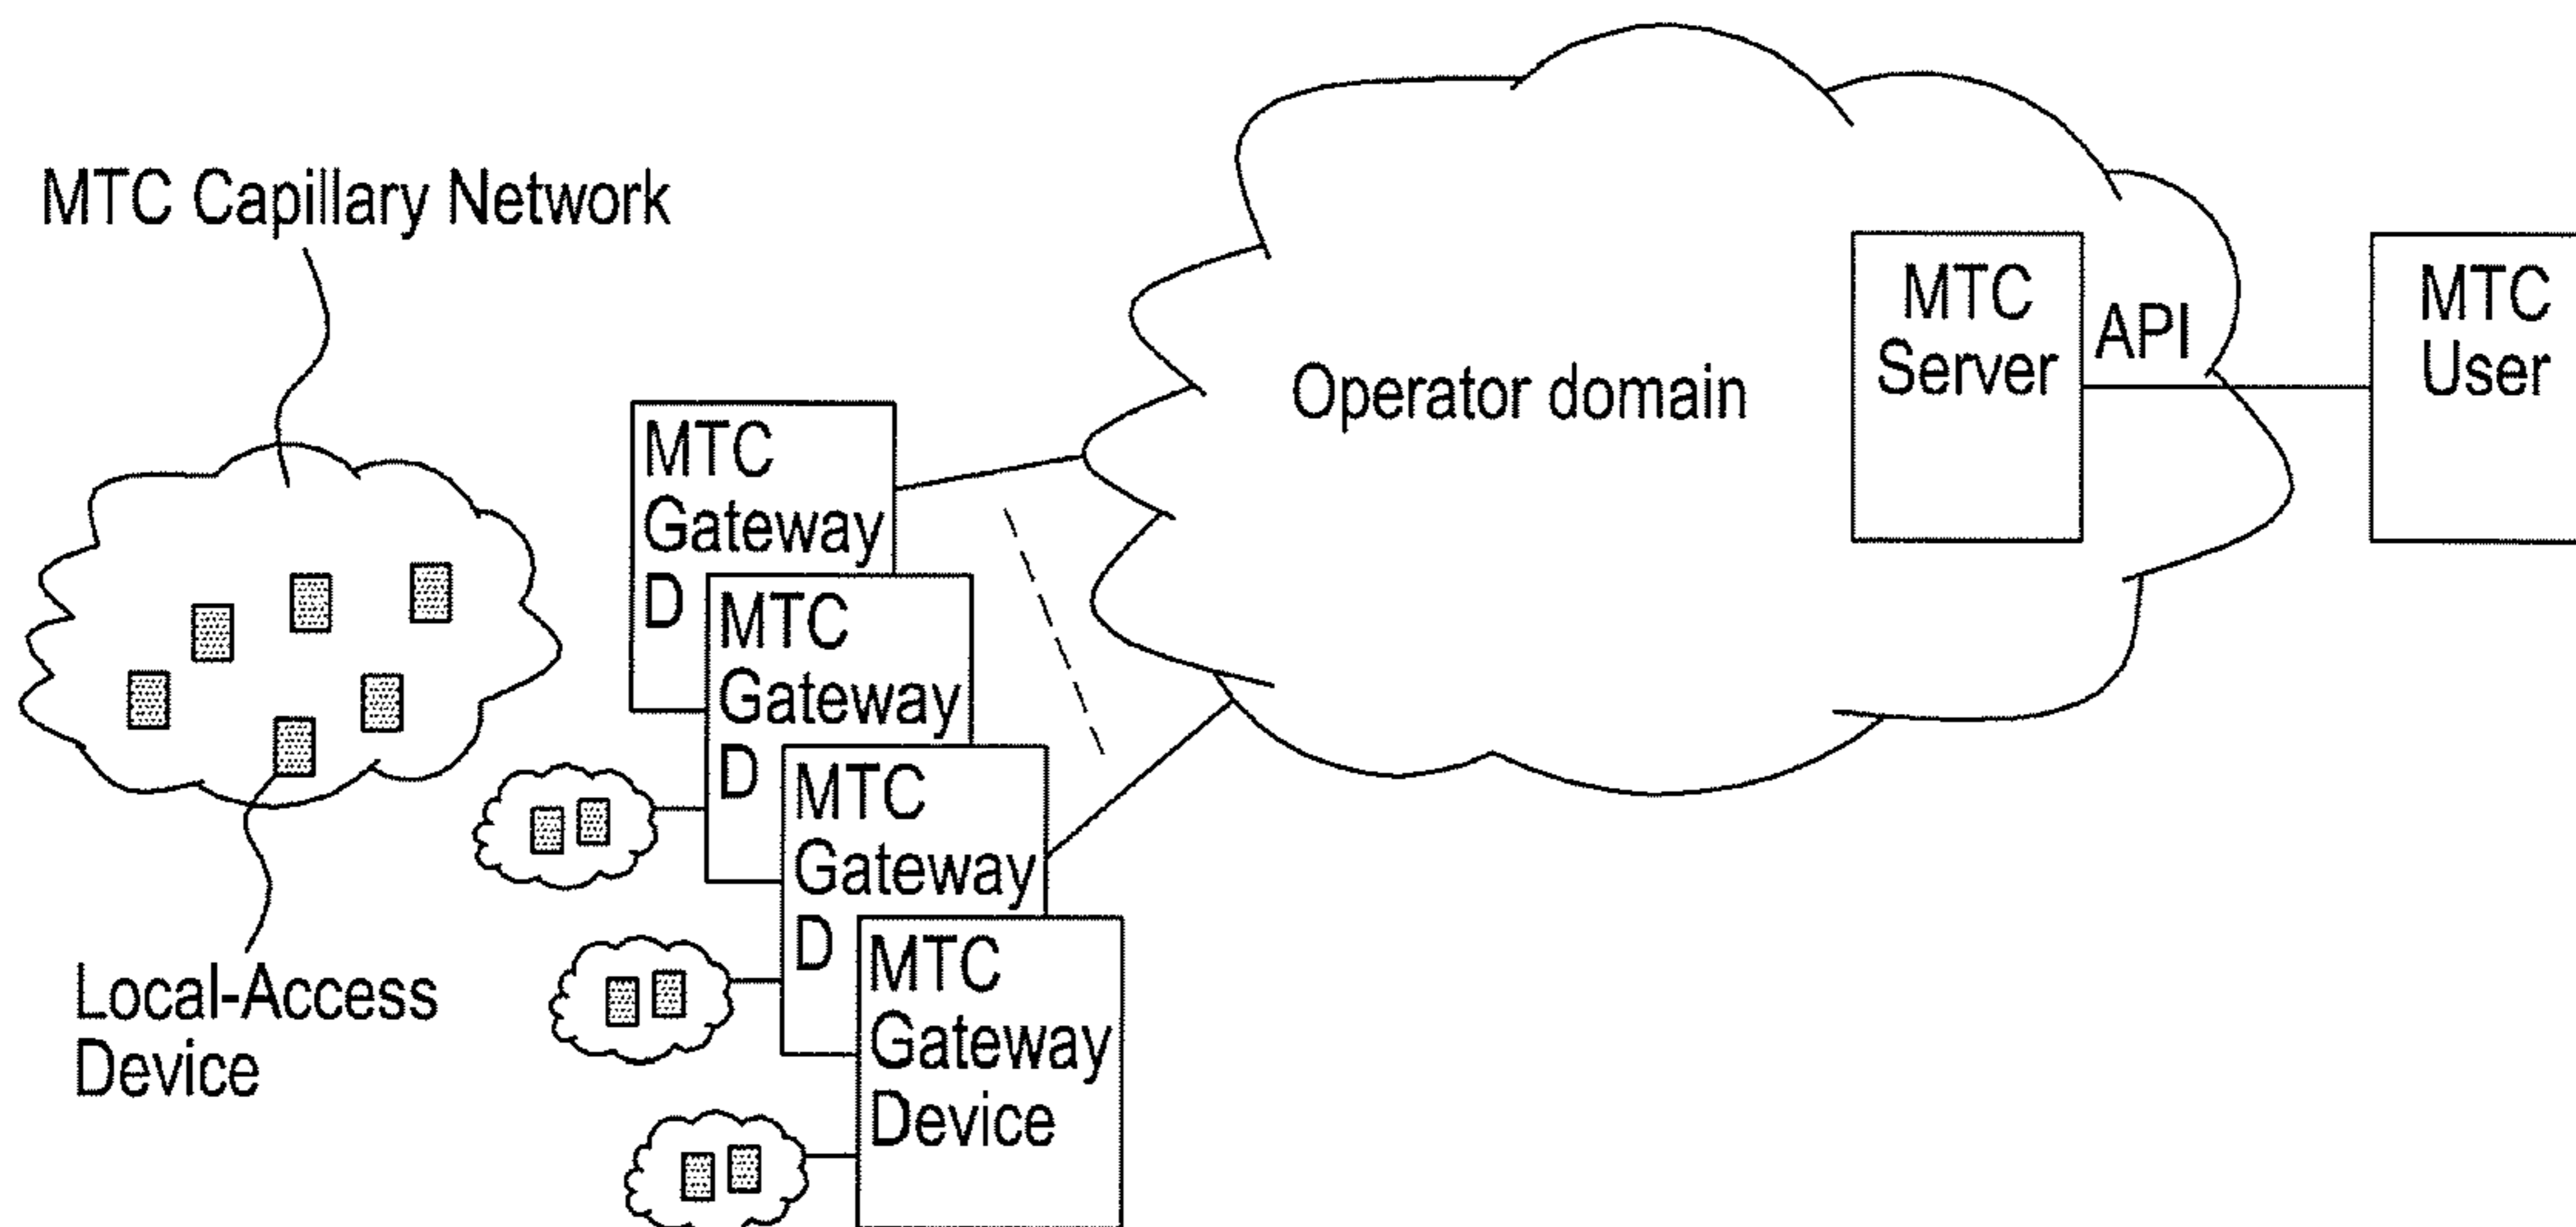 MTC Capillary Network
Local-Access
Device
MTC
Gateway
D
MTC
Gateway
D
MTC
Gateway
D
MTC
Gateway
Device
Operator domain
MTC
Server
API
MTC
User